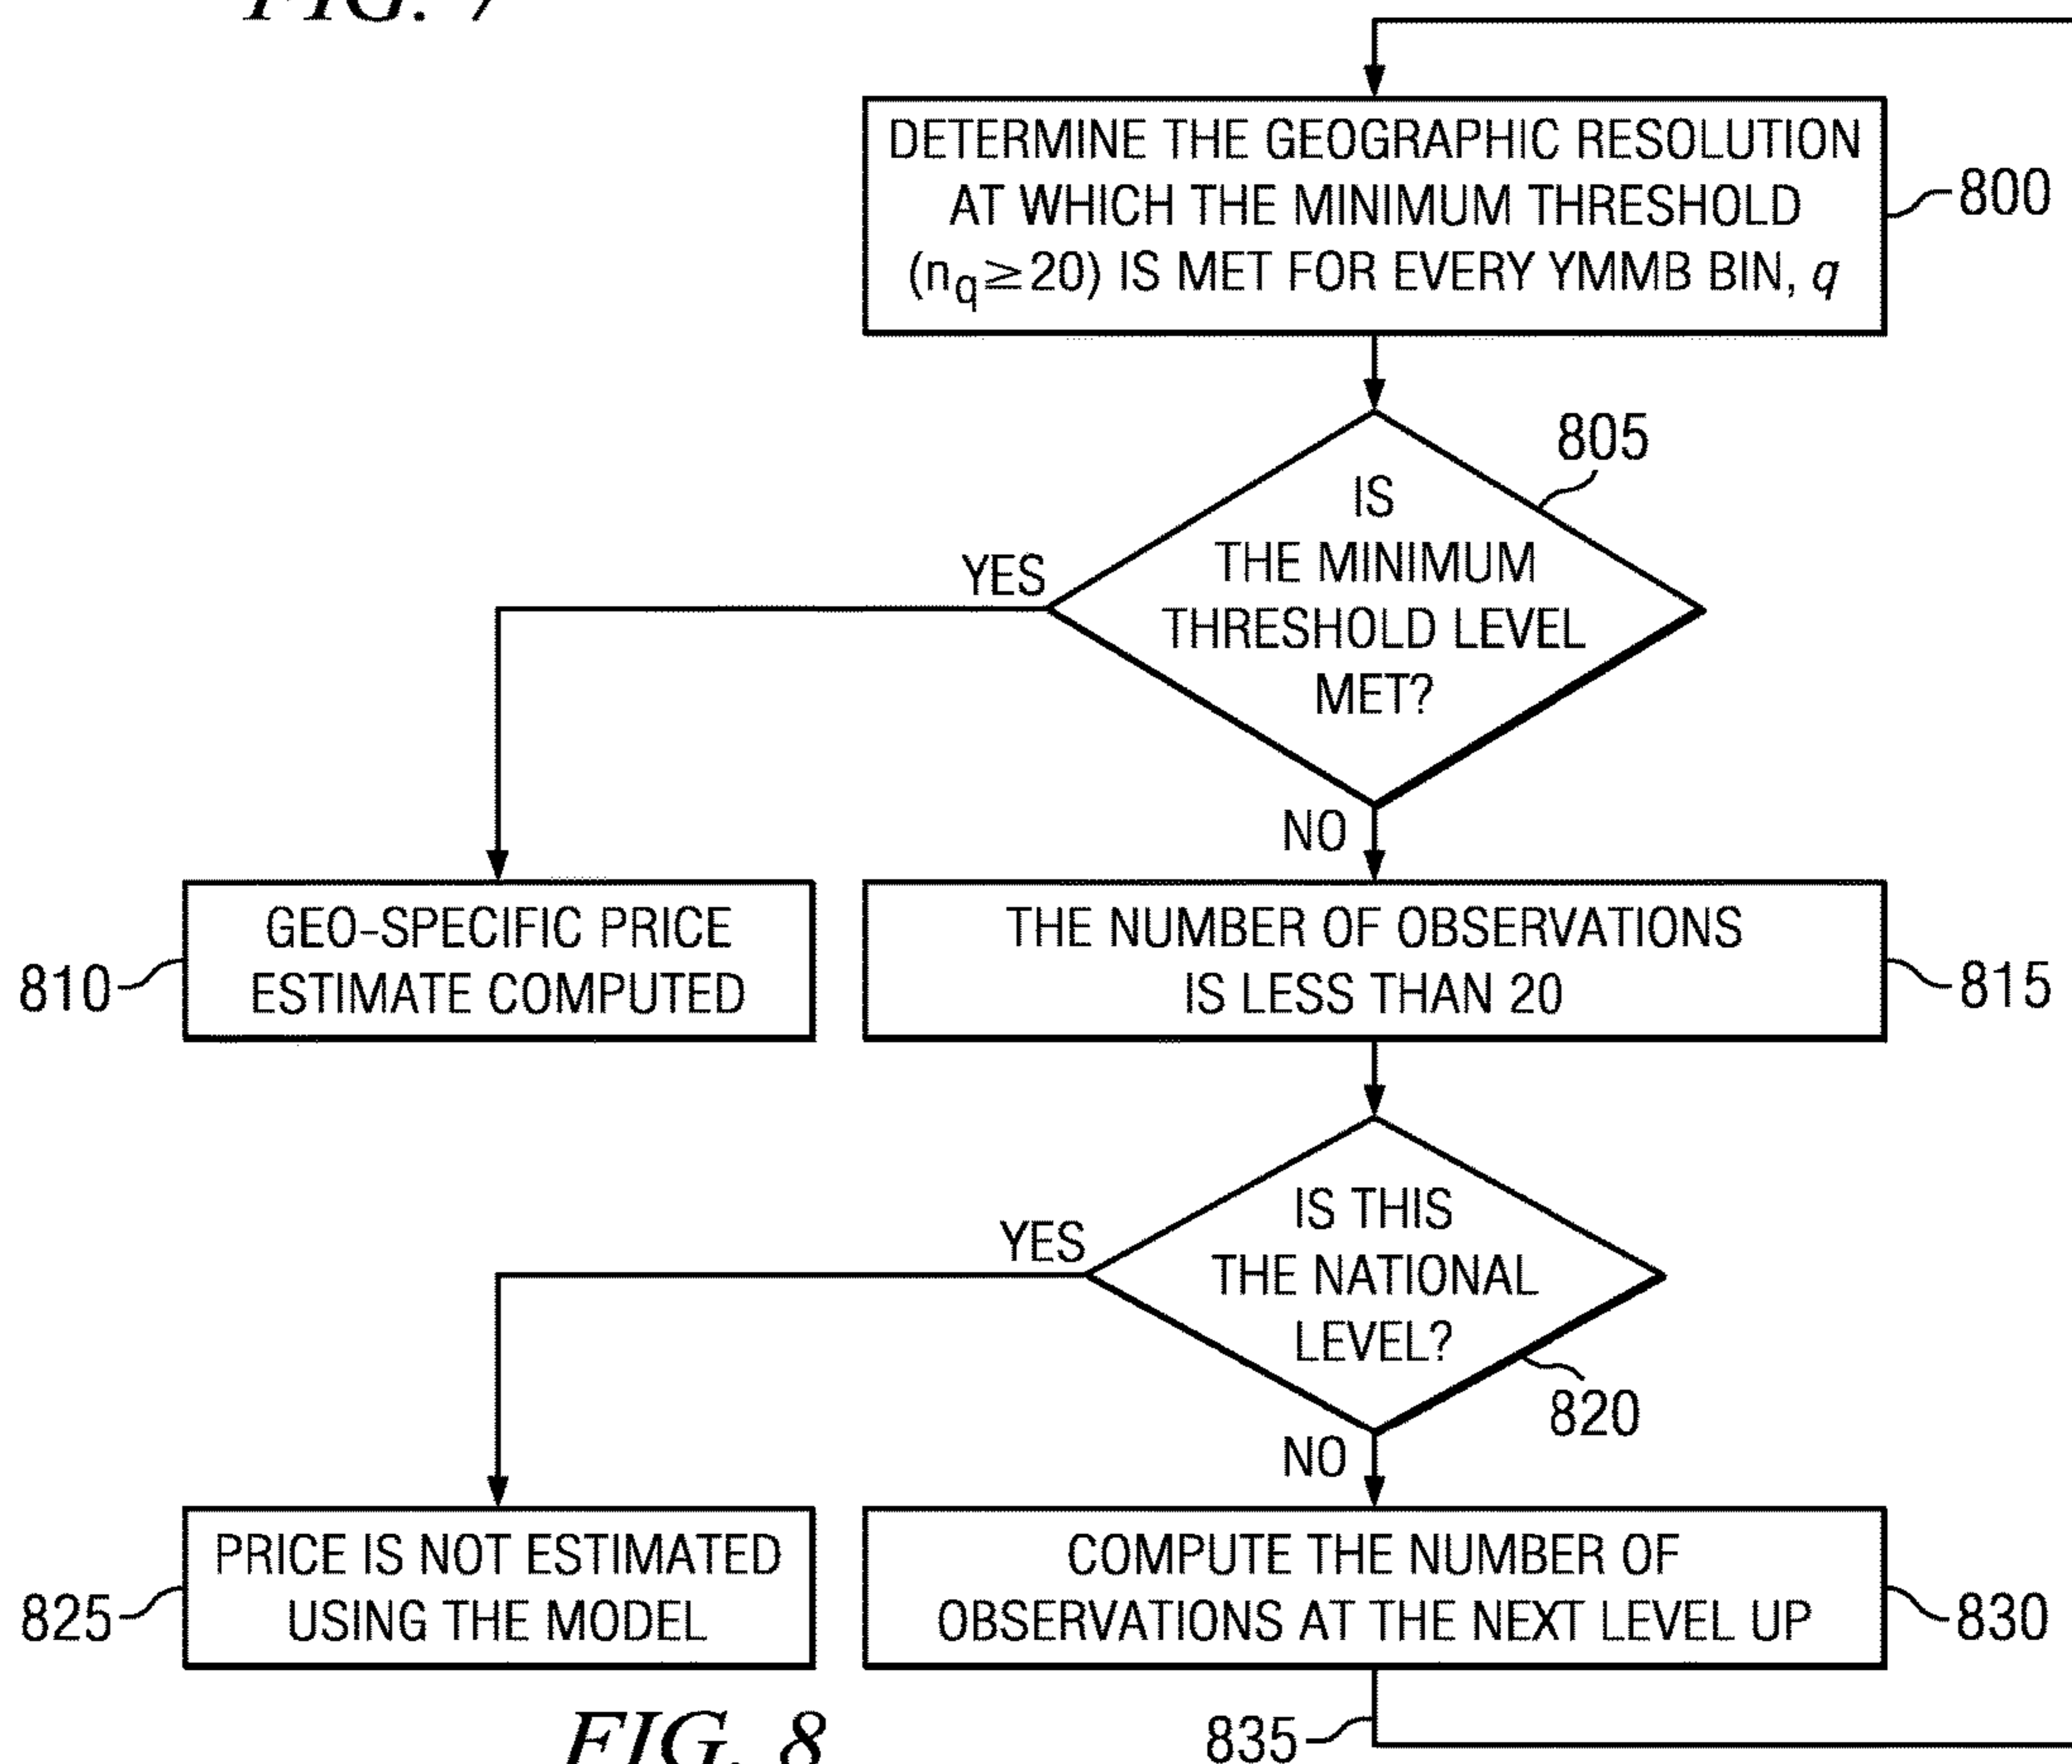 FIG. 7
DETERMINE THE GEOGRAPHIC RESOLUTION
AT WHICH THE MINIMUM THRESHOLD
(nq≥20) IS MET FOR EVERY YMMB BIN, q
800
805
IS
THE MINIMUM
THRESHOLD LEVEL
MET?
YES
NO
GEO-SPECIFIC PRICE
ESTIMATE COMPUTED
810
THE NUMBER OF OBSERVATIONS
IS LESS THAN 20
815
IS THIS
THE NATIONAL
LEVEL?
YES
820
NO
PRICE IS NOT ESTIMATED
USING THE MODEL
825
COMPUTE THE NUMBER OF
OBSERVATIONS AT THE NEXT LEVEL UP
830
835
FIG. 8